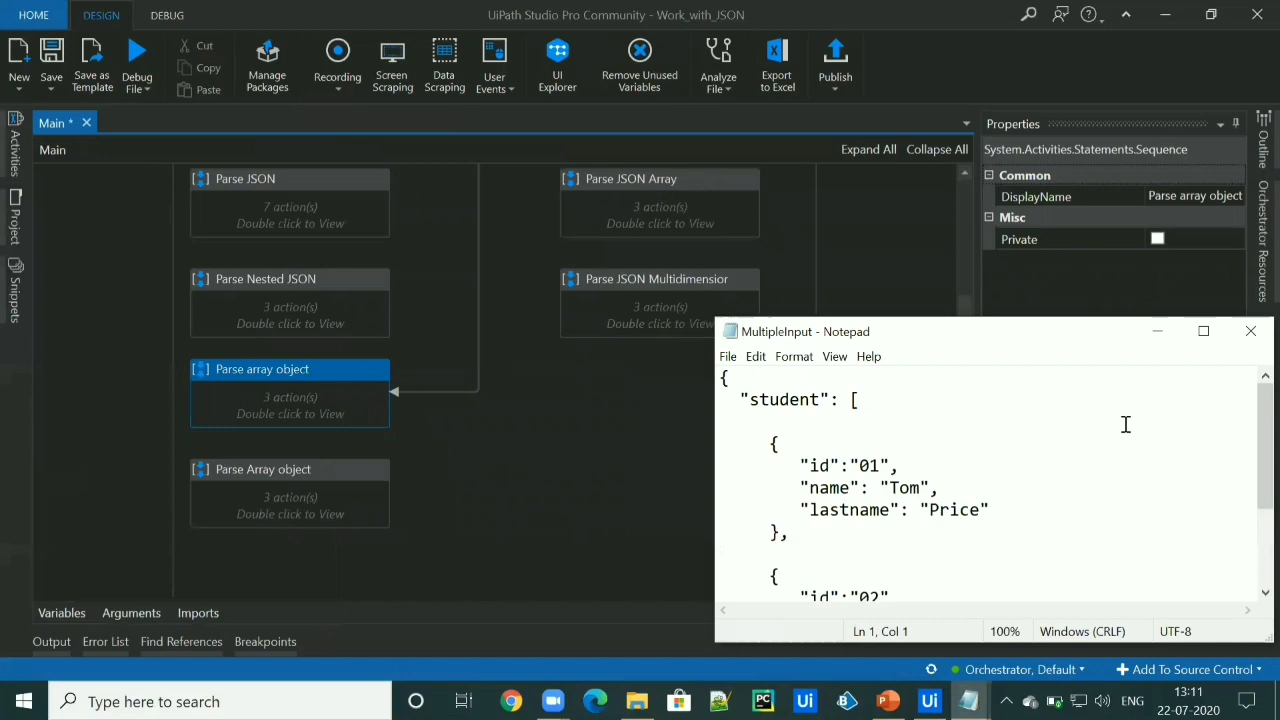 HOME DESIGN DEBUG UiPath Studio Pro Community - Work_with_JSON
New Save Save as Template Debug File Cut Copy Paste Manage Packages Recording Screen Scraping Data Scraping User Events UI Explorer Remove Unused Variables Analyze File Export to Excel Publish
Main * Properties
Main Expand All Collapse All System.Activities.Statements.Sequence
Activities
Project
Snippets
Outline
Orchestrator Resources
Common
DisplayName Parse array object
Misc
Private
Parse JSON
7 action(s)
Double click to View
Parse JSON Array
3 action(s)
Double click to View
Parse Nested JSON
3 action(s)
Double click to View
Parse JSON Multidimensior
3 action(s)
Double click to View
Parse array object
3 action(s)
Double click to View
Parse Array object
3 action(s)
Double click to View
MultipleInput - Notepad
File Edit Format View Help
{
"student": [
{
"id":"01",
"name": "Tom",
"lastname": "Price"
},
{
"id":"02"
Ln 1, Col 1 100% Windows (CRLF) UTF-8
Variables Arguments Imports
Output Error List Find References Breakpoints
Orchestrator, Default Add To Source Control
Type here to search
PC
Ui
Ui
ENG
13:11
22-07-2020